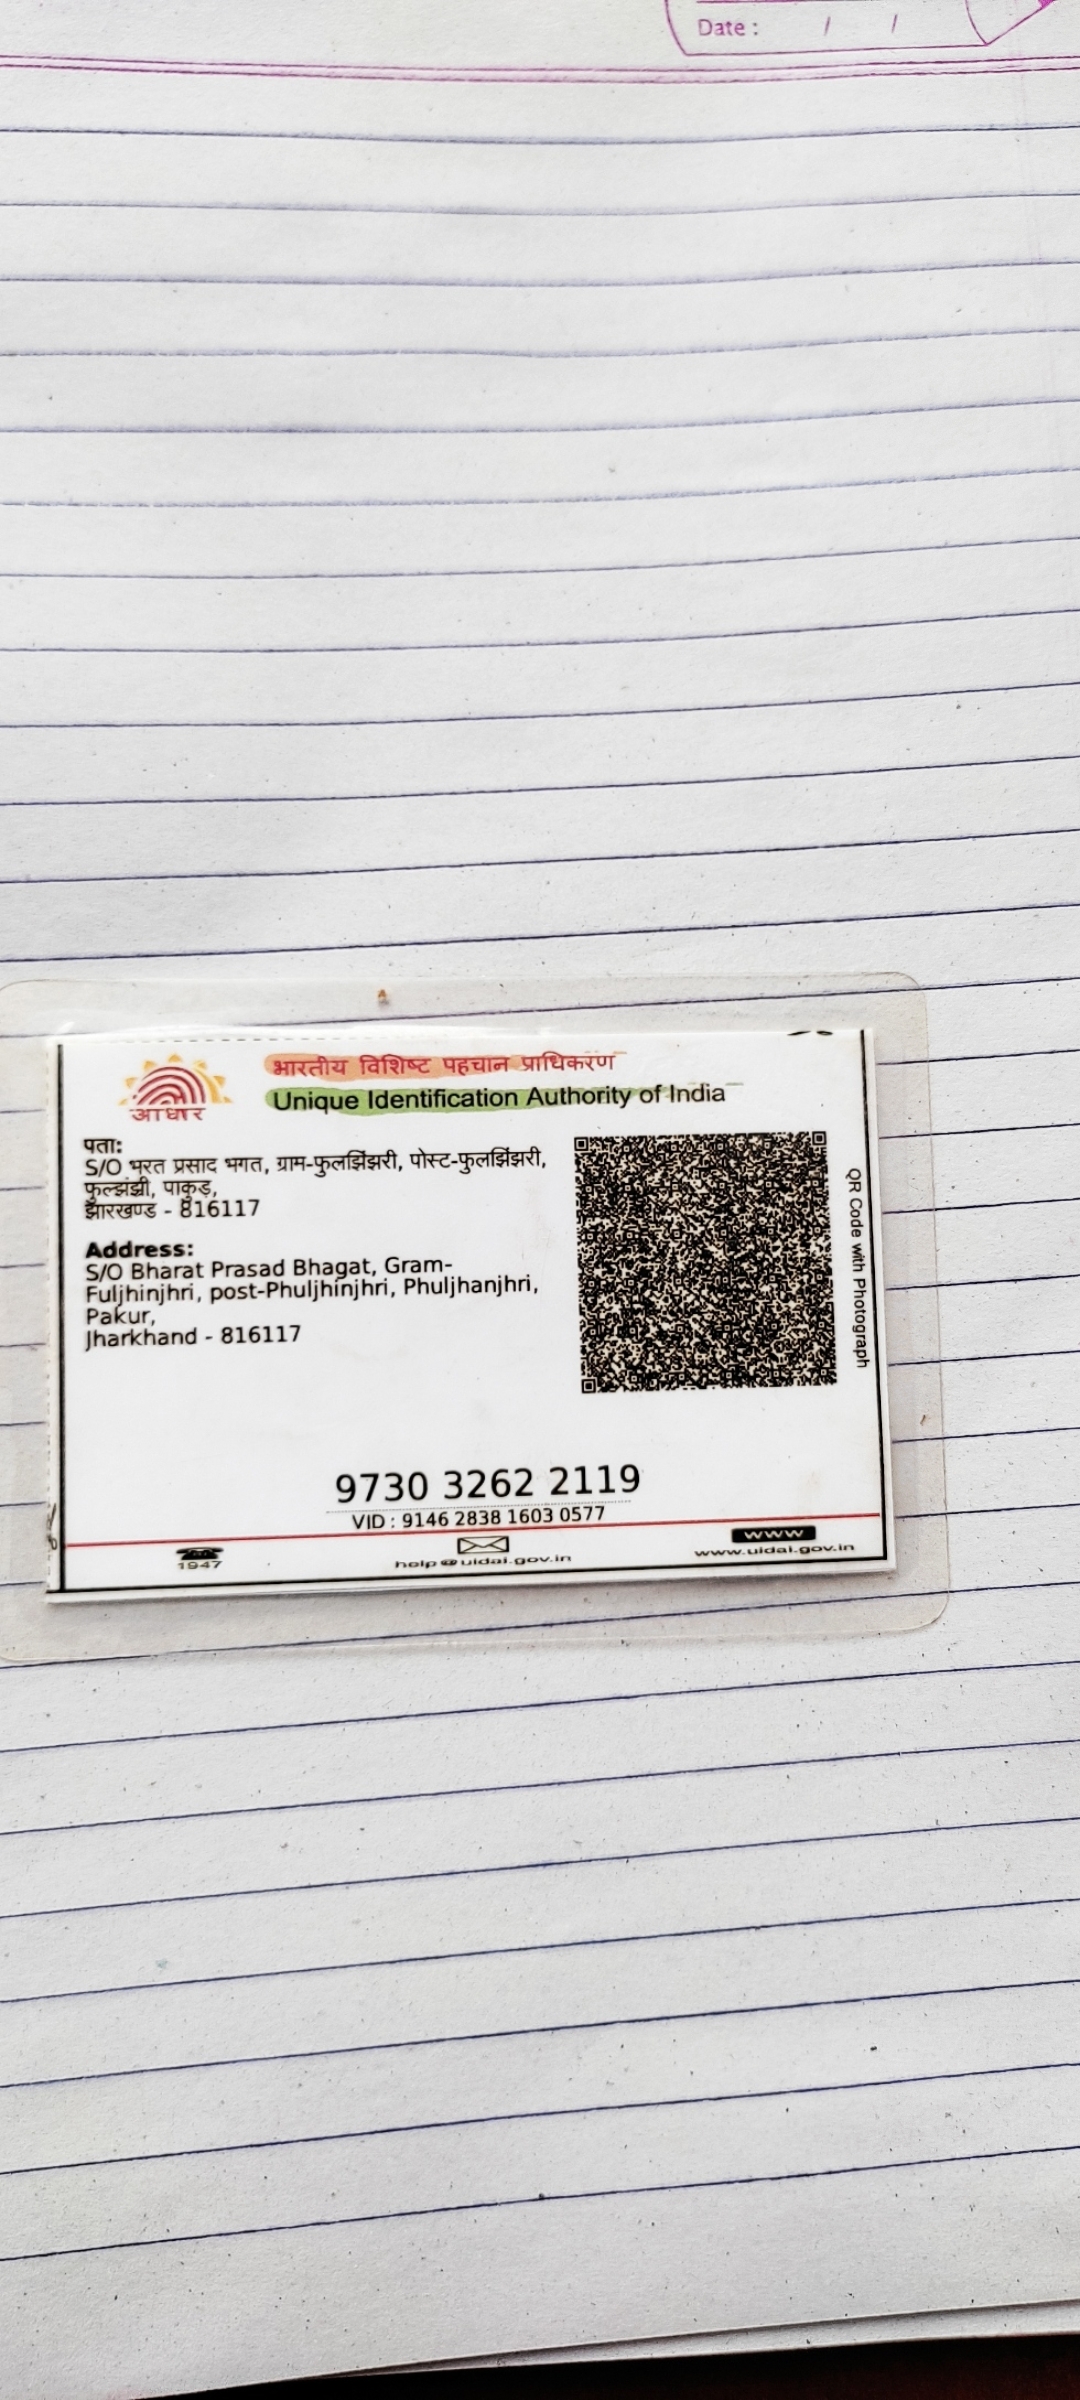 Date : / /
भारतीय विशिष्ट पहचान प्राधिकरण
Unique Identification Authority of India
आधार
पता:
S/O भरत प्रसाद भगत, ग्राम-फुलझिंझरी, पोस्ट-फुलझिंझरी,
फुल्झंझी, पाकुड़,
झारखण्ड - 816117
Address:
S/O Bharat Prasad Bhagat, Gram-
Fuljhinjhri, post-Phuljhinjhri, Phuljhanjhri,
Pakur,
Jharkhand - 816117
QR Code with Photograph
9730 3262 2119
VID : 9146 2838 1603 0577
1947
help@uidai.gov.in
www
www.uidai.gov.in